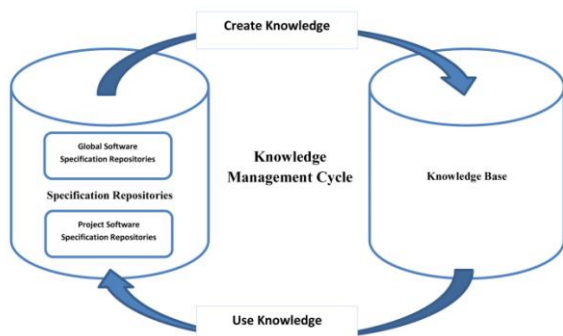 Create Knowledge
Global Software
Specification Repositories
Specification Repositories
Project Software
Specification Repositories
Knowledge
Management Cycle
Knowledge Base
Use Knowledge